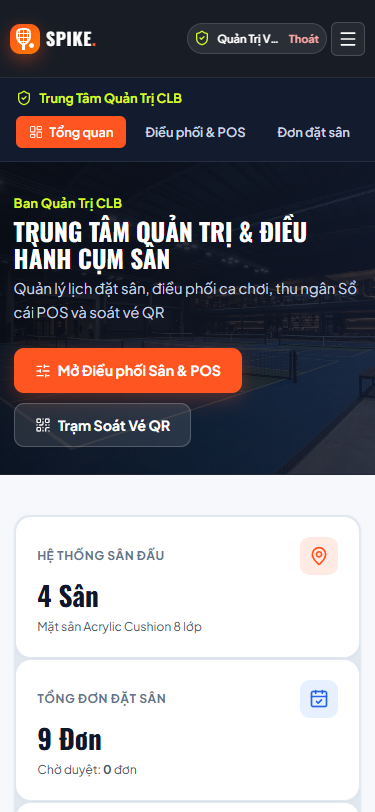 SPIKE.
Quản Trị V...
Thoát
Trung Tâm Quản Trị CLB
Tổng quan
Điều phối & POS
Đơn đặt sân
Ban Quản Trị CLB
TRUNG TÂM QUẢN TRỊ & ĐIỀU
HÀNH CỤM SÂN
Quản lý lịch đặt sân, điều phối ca chơi, thu ngân Sổ
cái POS và soát vé QR
Mở Điều phối Sân & POS
Trạm Soát Vé QR
HỆ THỐNG SÂN ĐẤU
4 Sân
Mặt sân Acrylic Cushion 8 lớp
TỔNG ĐƠN ĐẶT SÂN
9 Đơn
Chờ duyệt: 0 đơn